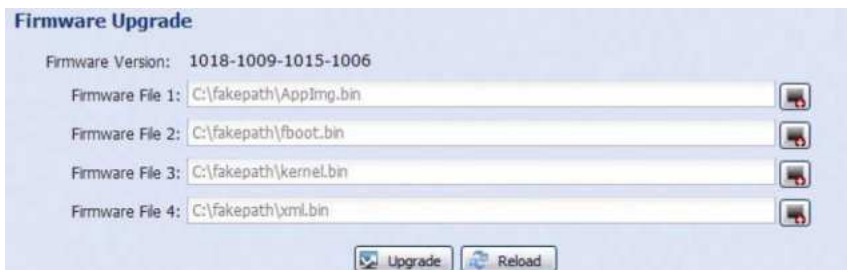 Firmware Upgrade
Firmware Version: 1018-1009-1015-1006
Firmware File 1: C:\fakepath\AppImg.bin
Firmware File 2: C:\fakepath\fboot.bin
Firmware File 3: C:\fakepath\kernel.bin
Firmware File 4: C:\fakepath\xml.bin
Upgrade Reload